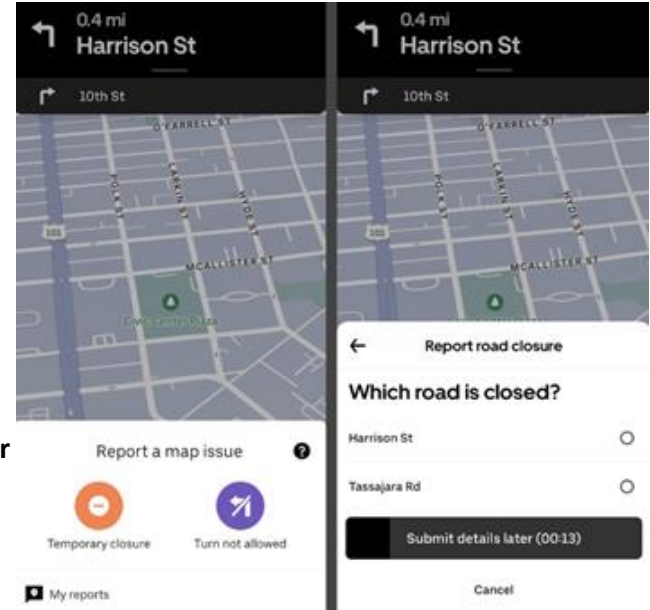 0.4 mi
Harrison St
10th St
O'FARRELL ST
POLK ST
LARKIN ST
HYDE ST
101
MCALLISTER ST
Civic Center Plaza
r
Report a map issue
Temporary closure
Turn not allowed
My reports
0.4 mi
Harrison St
10th St
O'FARRELL ST
POLK ST
LARKIN ST
HYDE ST
101
MCALLISTER ST
Report road closure
Which road is closed?
Harrison St
Tassajara Rd
Submit details later (00:13)
Cancel